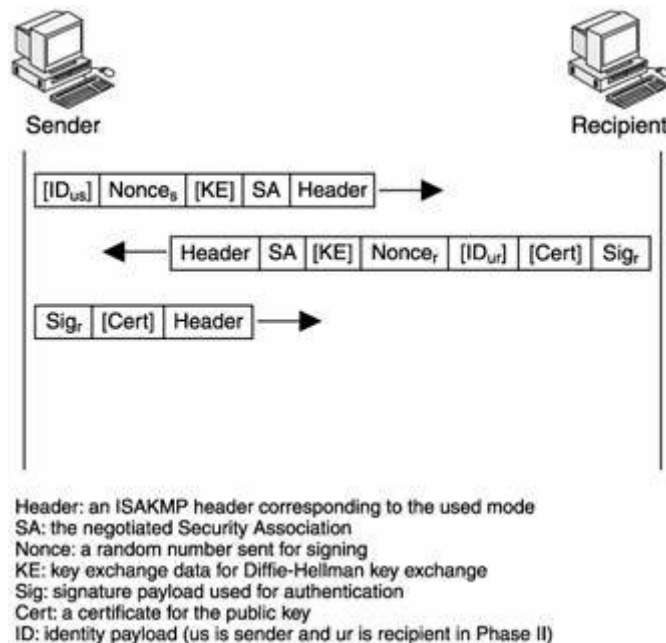 Sender
Recipient
[IDus] Nonces [KE] SA Header
Header SA [KE] Noncer [IDur] [Cert] Sigr
Sigr [Cert] Header
Header: an ISAKMP header corresponding to the used mode
SA: the negotiated Security Association
Nonce: a random number sent for signing
KE: key exchange data for Diffie-Hellman key exchange
Sig: signature payload used for authentication
Cert: a certificate for the public key
ID: identity payload (us is sender and ur is recipient in Phase II)